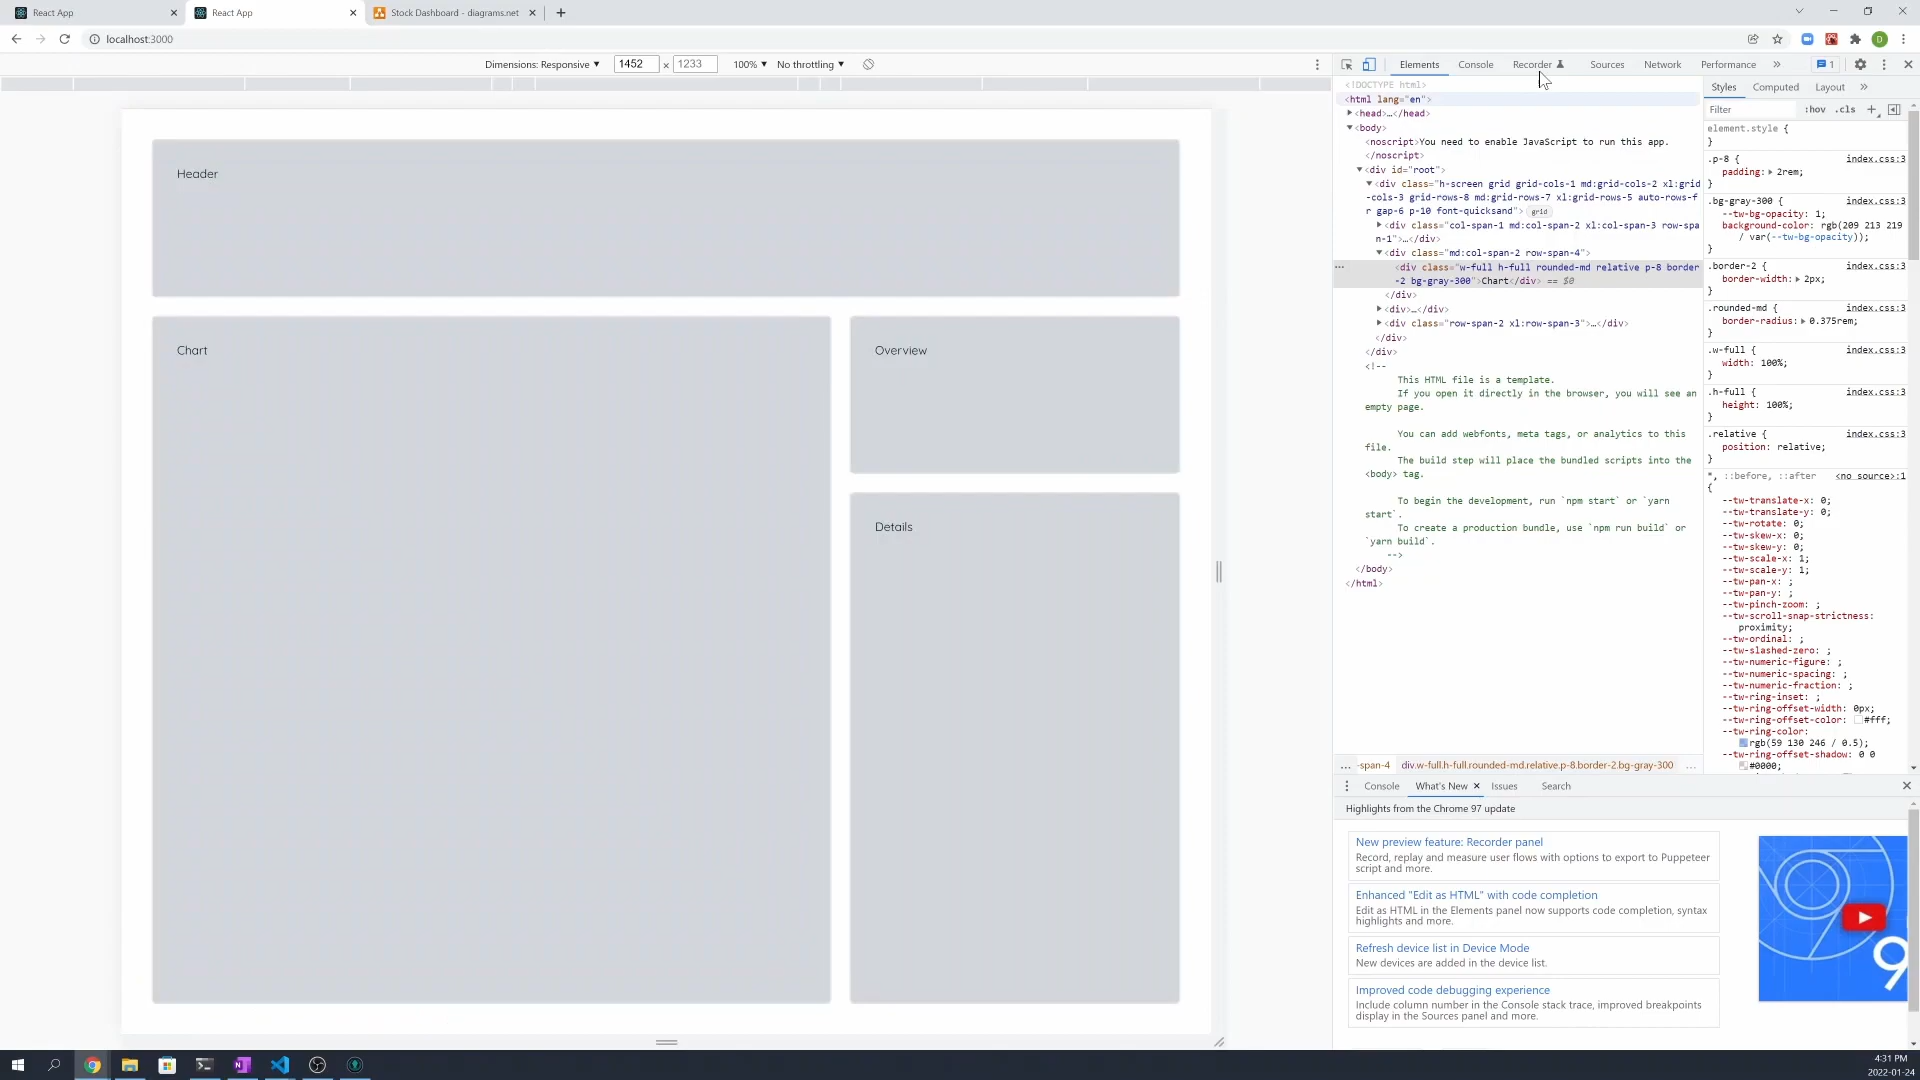 React App
React App
Stock Dashboard - diagrams.net
localhost:3000
D
Dimensions: Responsive
1452 x 1233
100%
No throttling
Elements
Console
Recorder
Sources
Network
Performance
1
Header
Chart
Overview
Details
<!DOCTYPE html>
<html lang="en">
<head>…</head>
<body>
<noscript>You need to enable JavaScript to run this app.
</noscript>
<div id="root">
<div class="h-screen grid grid-cols-1 md:grid-cols-2 xl:grid
-cols-3 grid-rows-8 md:grid-rows-7 xl:grid-rows-5 auto-rows-f
r gap-6 p-10 font-quicksand"> grid
<div class="col-span-1 md:col-span-2 xl:col-span-3 row-spa
n-1">…</div>
<div class="md:col-span-2 row-span-4">
<div class="w-full h-full rounded-md relative p-8 border
-2 bg-gray-300">Chart</div> == $0
</div>
<div>…</div>
<div class="row-span-2 xl:row-span-3">…</div>
</div>
</div>
<!--
This HTML file is a template.
If you open it directly in the browser, you will see an
empty page.
You can add webfonts, meta tags, or analytics to this
file.
The build step will place the bundled scripts into the
<body> tag.
To begin the development, run `npm start` or `yarn
start`.
To create a production bundle, use `npm run build` or
`yarn build`.
-->
</body>
</html>
... -span-4 div.w-full.h-full.rounded-md.relative.p-8.border-2.bg-gray-300 ...
Styles
Computed
Layout
Filter
:hov .cls
element.style {
}
.p-8 { index.css:3
padding: 2rem;
}
.bg-gray-300 { index.css:3
--tw-bg-opacity: 1;
background-color: rgb(209 213 219
/ var(--tw-bg-opacity));
}
.border-2 { index.css:3
border-width: 2px;
}
.rounded-md { index.css:3
border-radius: 0.375rem;
}
.w-full { index.css:3
width: 100%;
}
.h-full { index.css:3
height: 100%;
}
.relative { index.css:3
position: relative;
}
*, ::before, ::after <no source>:1
{
--tw-translate-x: 0;
--tw-translate-y: 0;
--tw-rotate: 0;
--tw-skew-x: 0;
--tw-skew-y: 0;
--tw-scale-x: 1;
--tw-scale-y: 1;
--tw-pan-x: ;
--tw-pan-y: ;
--tw-pinch-zoom: ;
--tw-scroll-snap-strictness:
proximity;
--tw-ordinal: ;
--tw-slashed-zero: ;
--tw-numeric-figure: ;
--tw-numeric-spacing: ;
--tw-numeric-fraction: ;
--tw-ring-inset: ;
--tw-ring-offset-width: 0px;
--tw-ring-offset-color: #fff;
--tw-ring-color:
rgb(59 130 246 / 0.5);
--tw-ring-offset-shadow: 0 0
#0000;
Console
What's New
Issues
Search
Highlights from the Chrome 97 update
New preview feature: Recorder panel
Record, replay and measure user flows with options to export to Puppeteer
script and more.
Enhanced "Edit as HTML" with code completion
Edit as HTML in the Elements panel now supports code completion, syntax
highlights and more.
Refresh device list in Device Mode
New devices are added in the device list.
Improved code debugging experience
Include column number in the Console stack trace, improved breakpoints
display in the Sources panel and more.
9
4:31 PM
2022-01-24